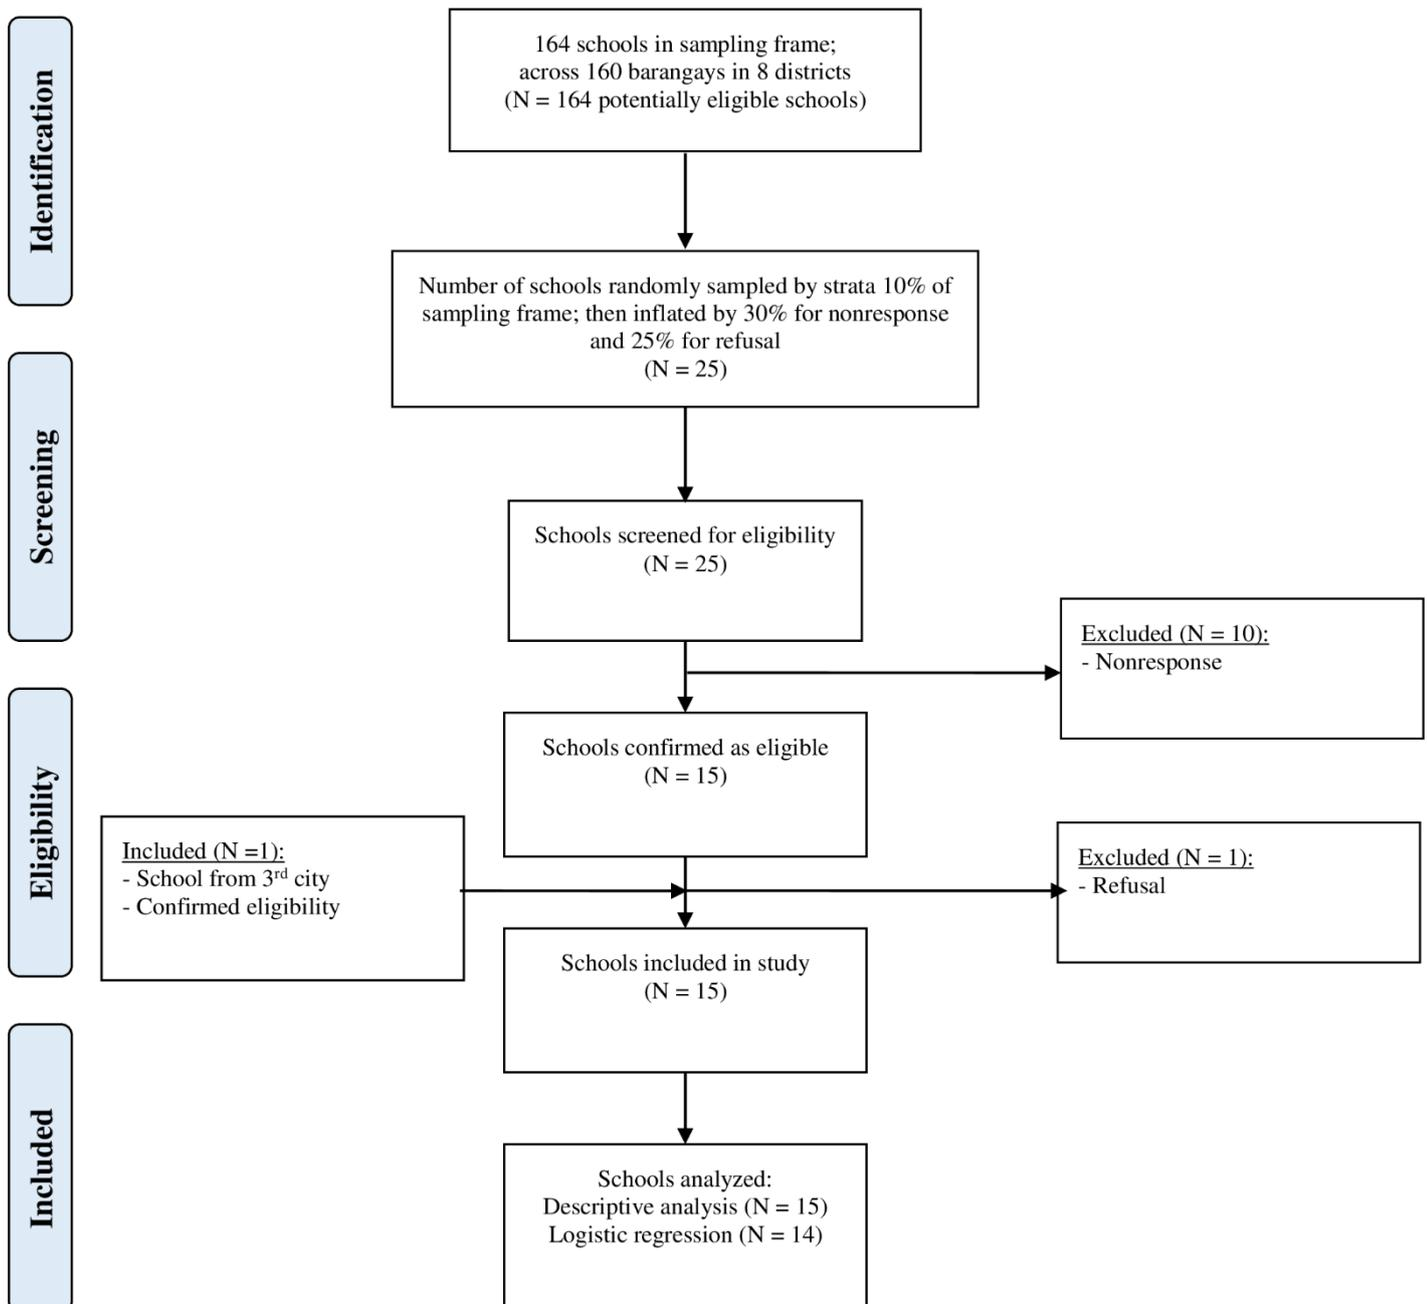 Identification
164 schools in sampling frame;
across 160 barangays in 8 districts
(N = 164 potentially eligible schools)
Number of schools randomly sampled by strata 10% of
sampling frame; then inflated by 30% for nonresponse
and 25% for refusal
(N = 25)
Screening
Schools screened for eligibility
(N = 25)
Excluded (N = 10):
- Nonresponse
Eligibility
Schools confirmed as eligible
(N = 15)
Included (N =1):
- School from 3rd city
- Confirmed eligibility
Excluded (N = 1):
- Refusal
Schools included in study
(N = 15)
Included
Schools analyzed:
Descriptive analysis (N = 15)
Logistic regression (N = 14)